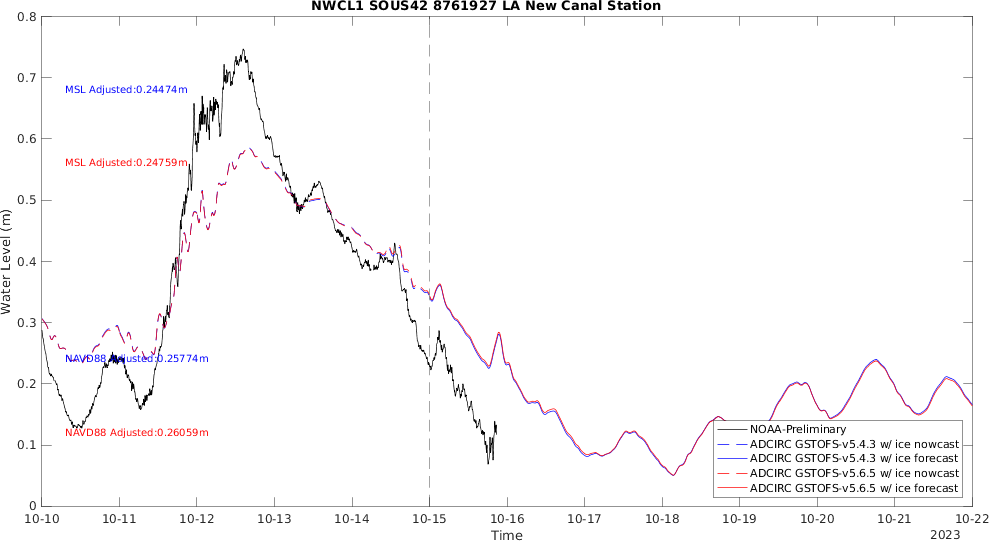 NWCL1 SOUS42 8761927 LA New Canal Station
Water Level (m)
0.8
0.7
0.6
0.5
0.4
0.3
0.2
0.1
0
MSL Adjusted:0.24474m
MSL Adjusted:0.24759m
NAVD88 Adjusted:0.25774m
NAVD88 Adjusted:0.26059m
NOAA-Preliminary
ADCIRC GSTOFS-v5.4.3 w/ ice nowcast
ADCIRC GSTOFS-v5.4.3 w/ ice forecast
ADCIRC GSTOFS-v5.6.5 w/ ice nowcast
ADCIRC GSTOFS-v5.6.5 w/ ice forecast
10-10 10-11 10-12 10-13 10-14 10-15 10-16 10-17 10-18 10-19 10-20 10-21 10-22
Time
2023